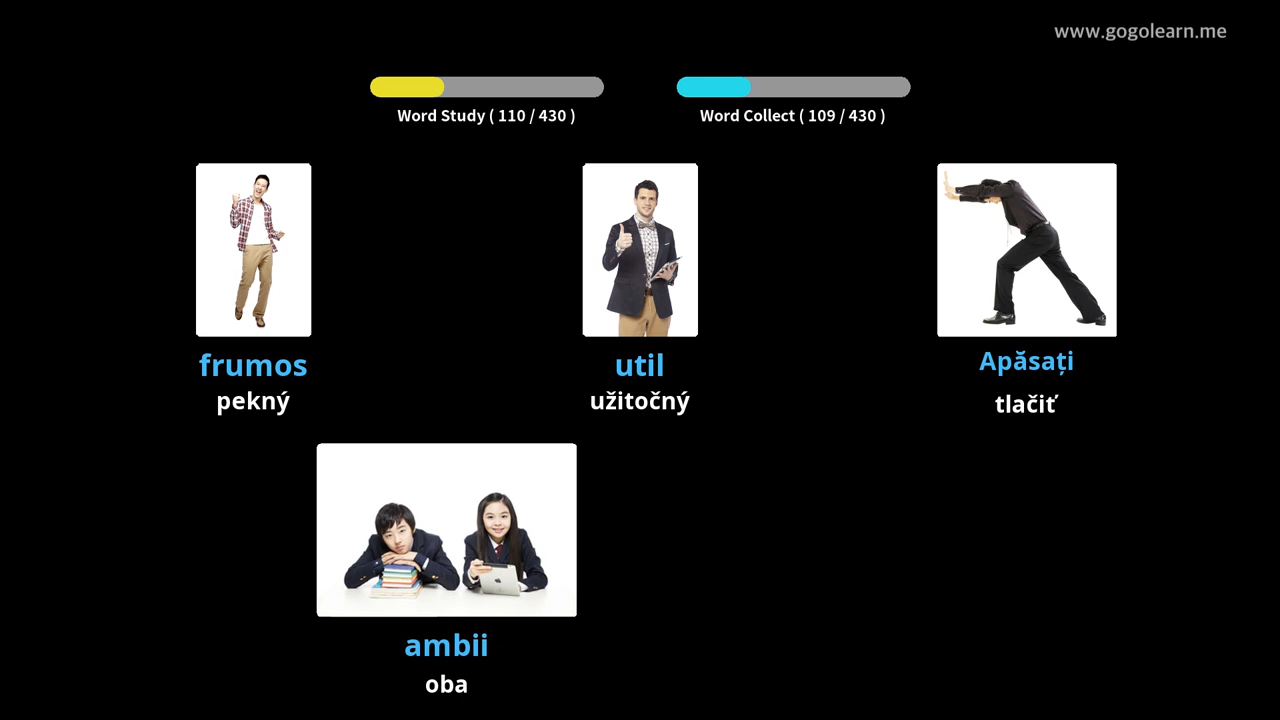 www.gogolearn.me
Word Study ( 110 / 430 )
Word Collect ( 109 / 430 )
frumos
pekný
util
užitočný
Apăsați
tlačiť
ambii
oba